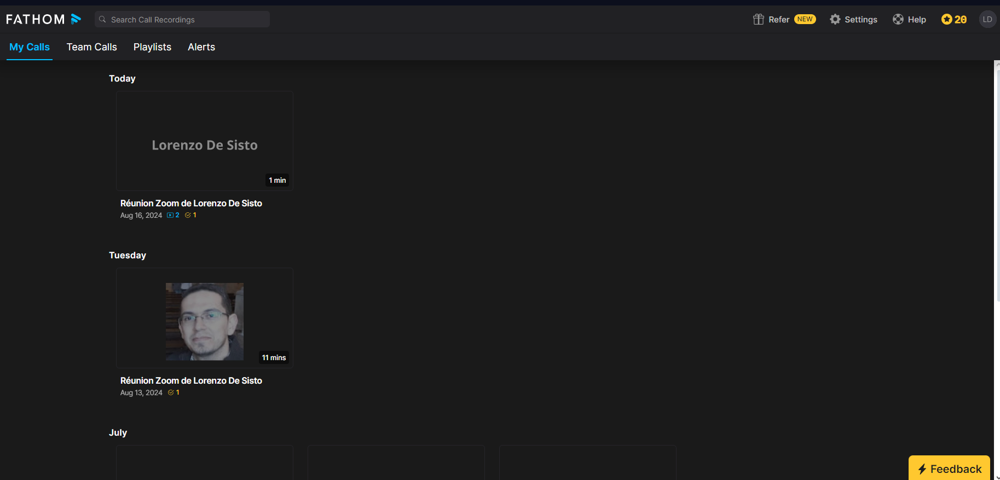 FATHOM
Search Call Recordings
Refer NEW
Settings
Help
20
LD
My Calls
Team Calls
Playlists
Alerts
Today
Lorenzo De Sisto
1 min
Réunion Zoom de Lorenzo De Sisto
Aug 16, 2024 2 1
Tuesday
11 mins
Réunion Zoom de Lorenzo De Sisto
Aug 13, 2024 1
July
Feedback